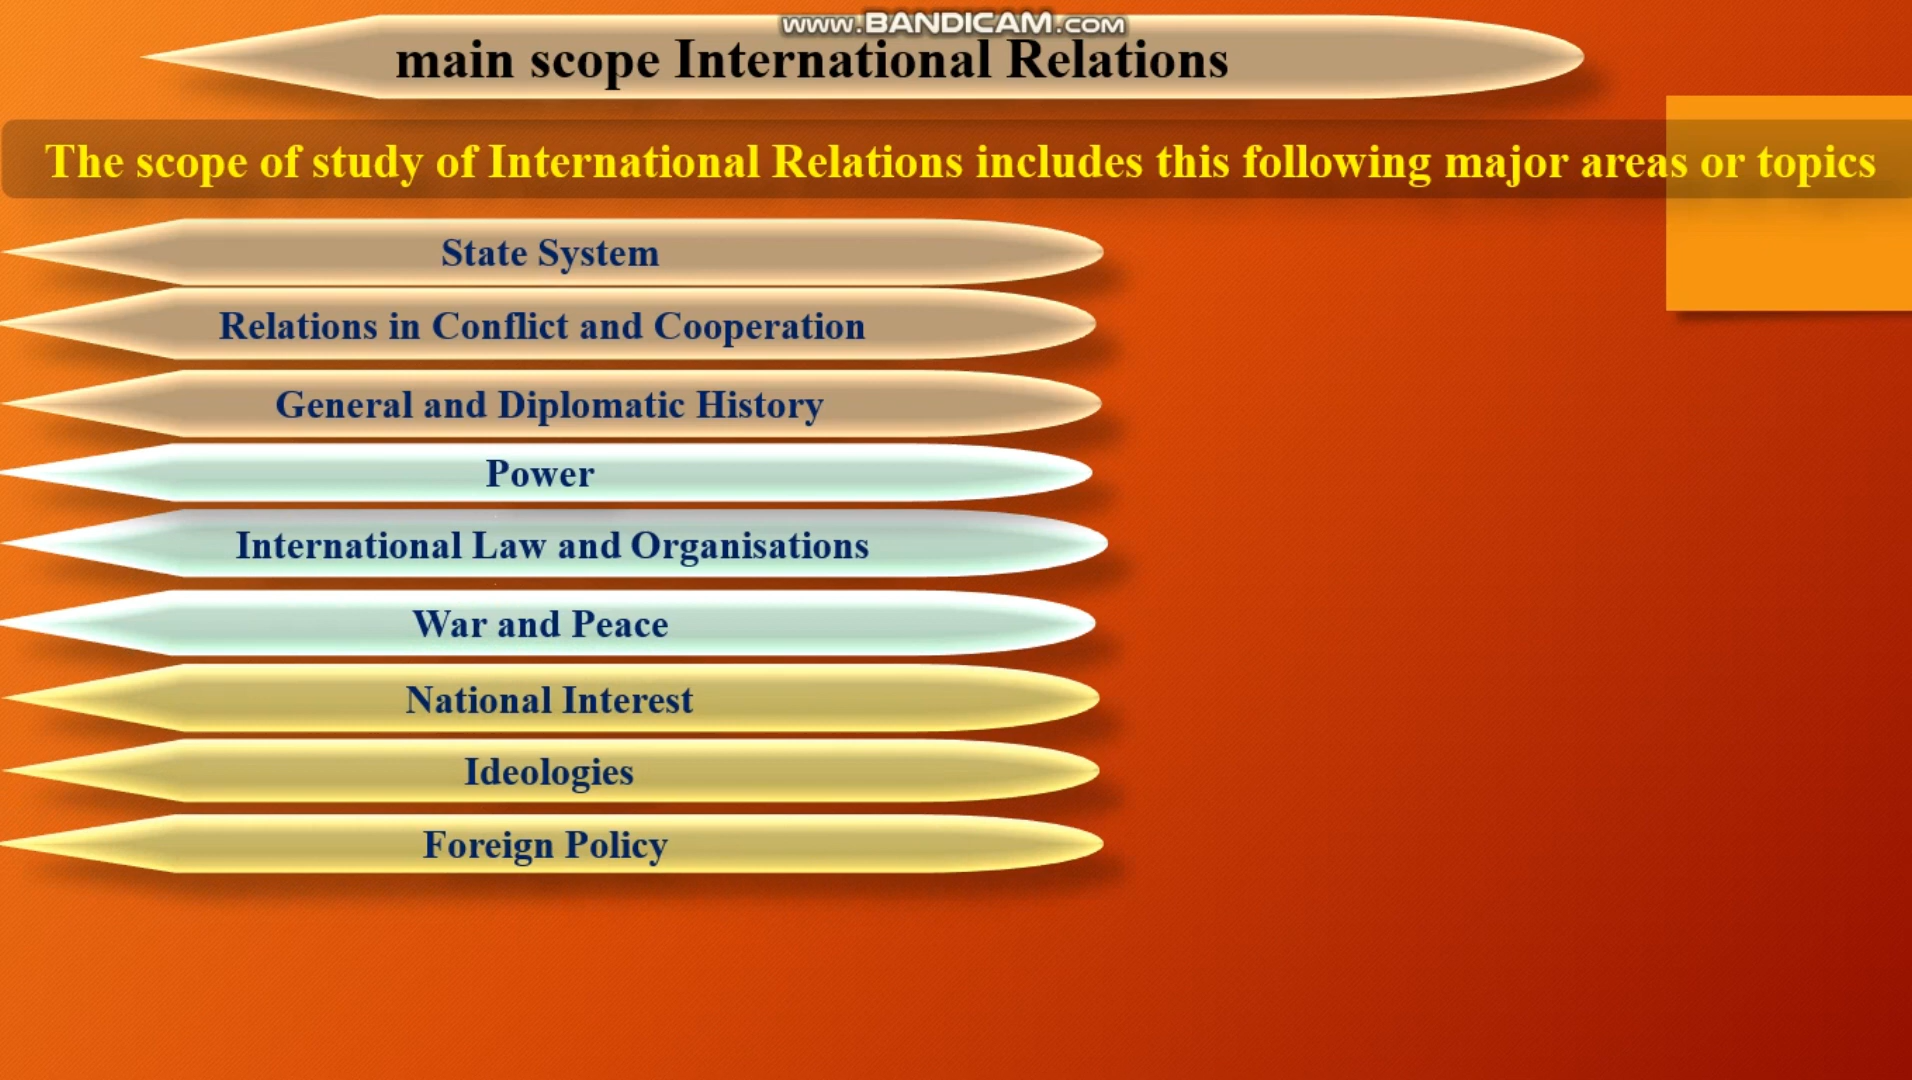 www.BANDICAM.com
main scope International Relations
The scope of study of International Relations includes this following major areas or topics
State System
Relations in Conflict and Cooperation
General and Diplomatic History
Power
International Law and Organisations
War and Peace
National Interest
Ideologies
Foreign Policy